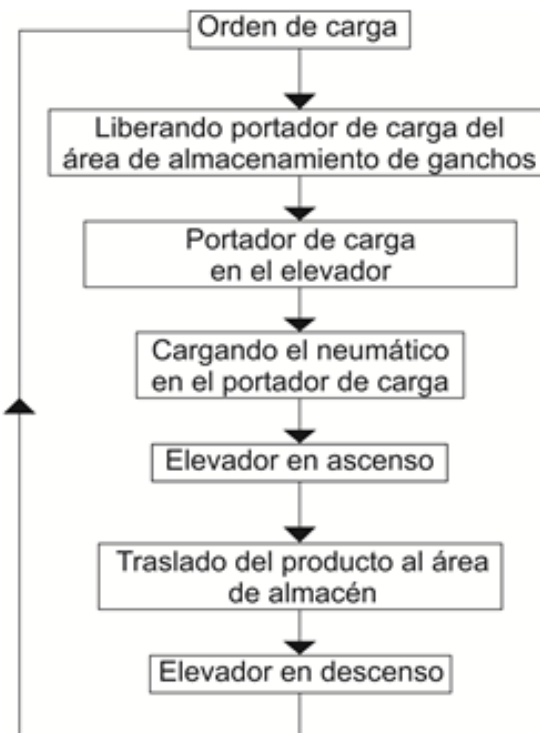 Orden de carga
Liberando portador de carga del
área de almacenamiento de ganchos
Portador de carga
en el elevador
Cargando el neumático
en el portador de carga
Elevador en ascenso
Traslado del producto al área
de almacén
Elevador en descenso